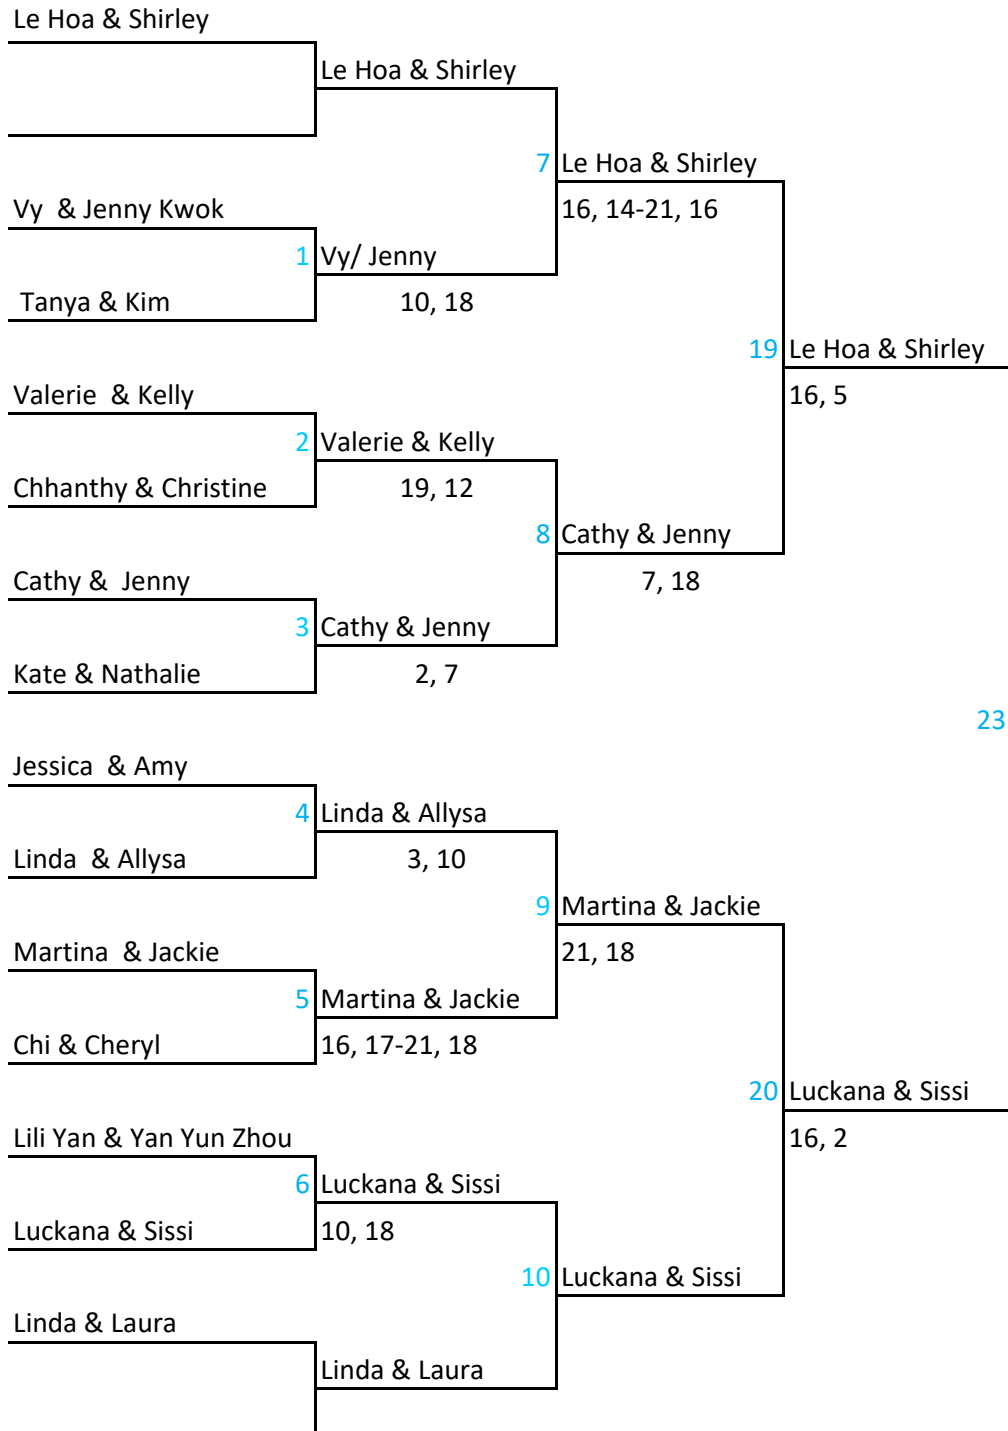 Le Hoa & Shirley
Le Hoa & Shirley
7 Le Hoa & Shirley
Vy & Jenny Kwok
16, 14-21, 16
1 Vy/ Jenny
Tanya & Kim
10, 18
19 Le Hoa & Shirley
Valerie & Kelly
16, 5
2 Valerie & Kelly
Chhanthy & Christine
19, 12
8 Cathy & Jenny
Cathy & Jenny
7, 18
3 Cathy & Jenny
Kate & Nathalie
2, 7
23
Jessica & Amy
4 Linda & Allysa
Linda & Allysa
3, 10
9 Martina & Jackie
Martina & Jackie
21, 18
5 Martina & Jackie
Chi & Cheryl
16, 17-21, 18
20 Luckana & Sissi
Lili Yan & Yan Yun Zhou
16, 2
6 Luckana & Sissi
Luckana & Sissi
10, 18
10 Luckana & Sissi
Linda & Laura
Linda & Laura